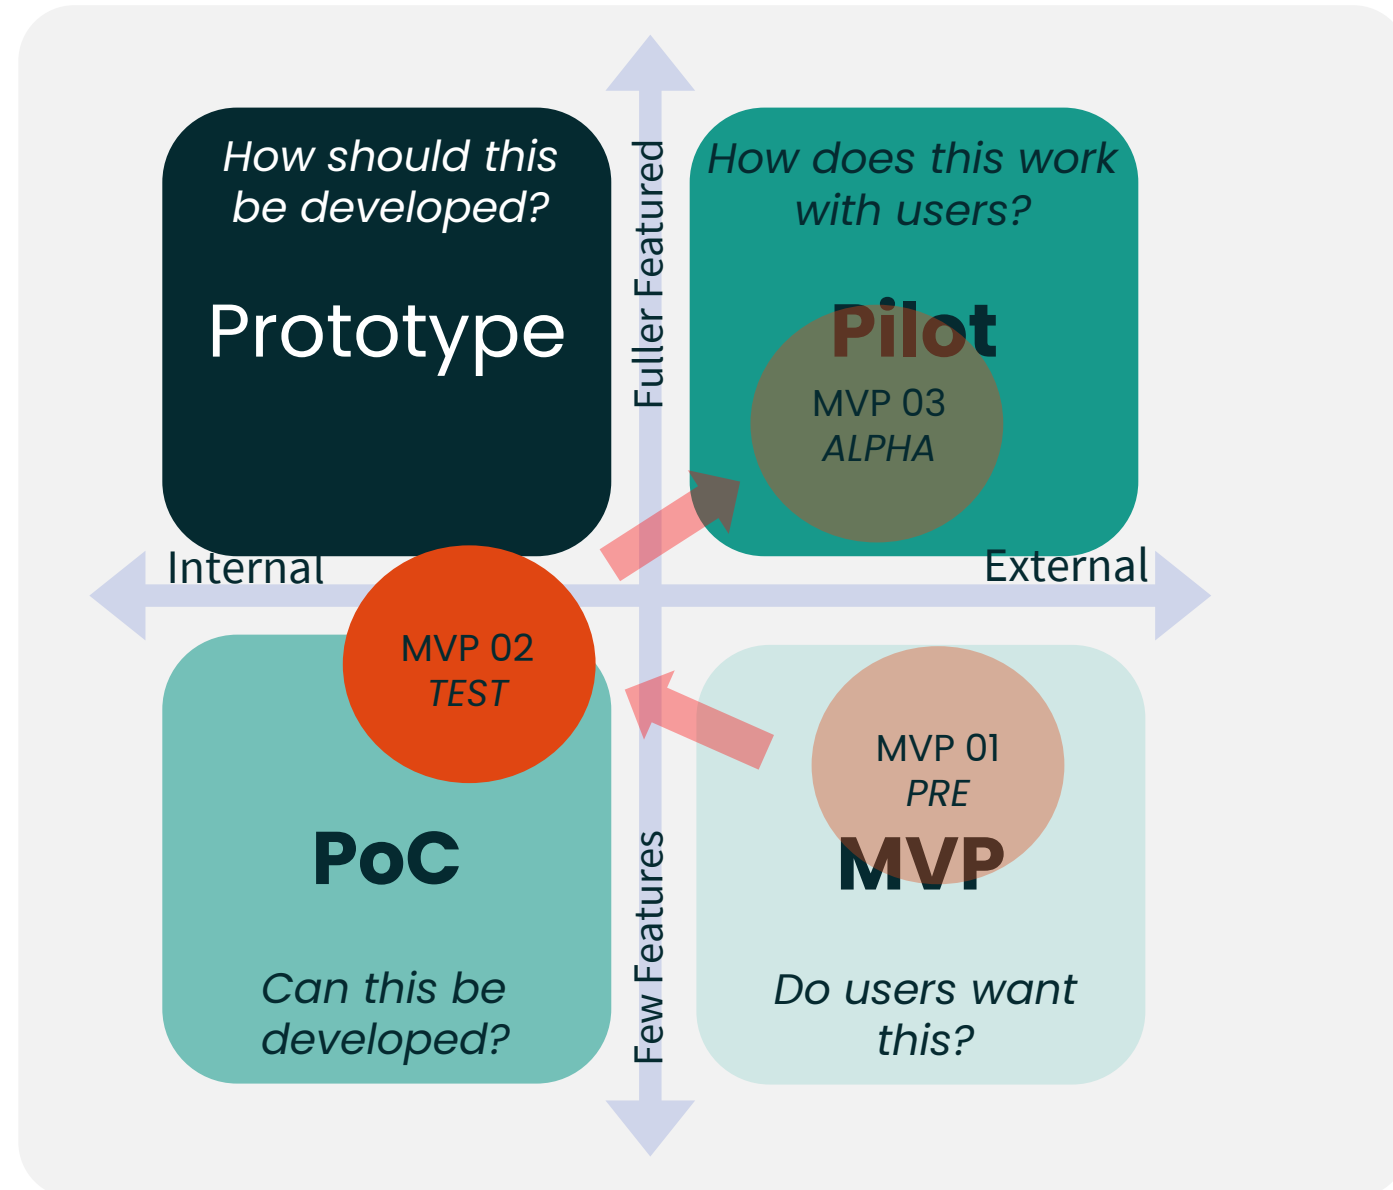 How should this
be developed?
Prototype
Fuller Featured
How does this work
with users?
Pilot
MVP 03
ALPHA
Internal
External
MVP 02
TEST
PoC
Can this be
developed?
Few Features
MVP 01
PRE
MVP
Do users want
this?